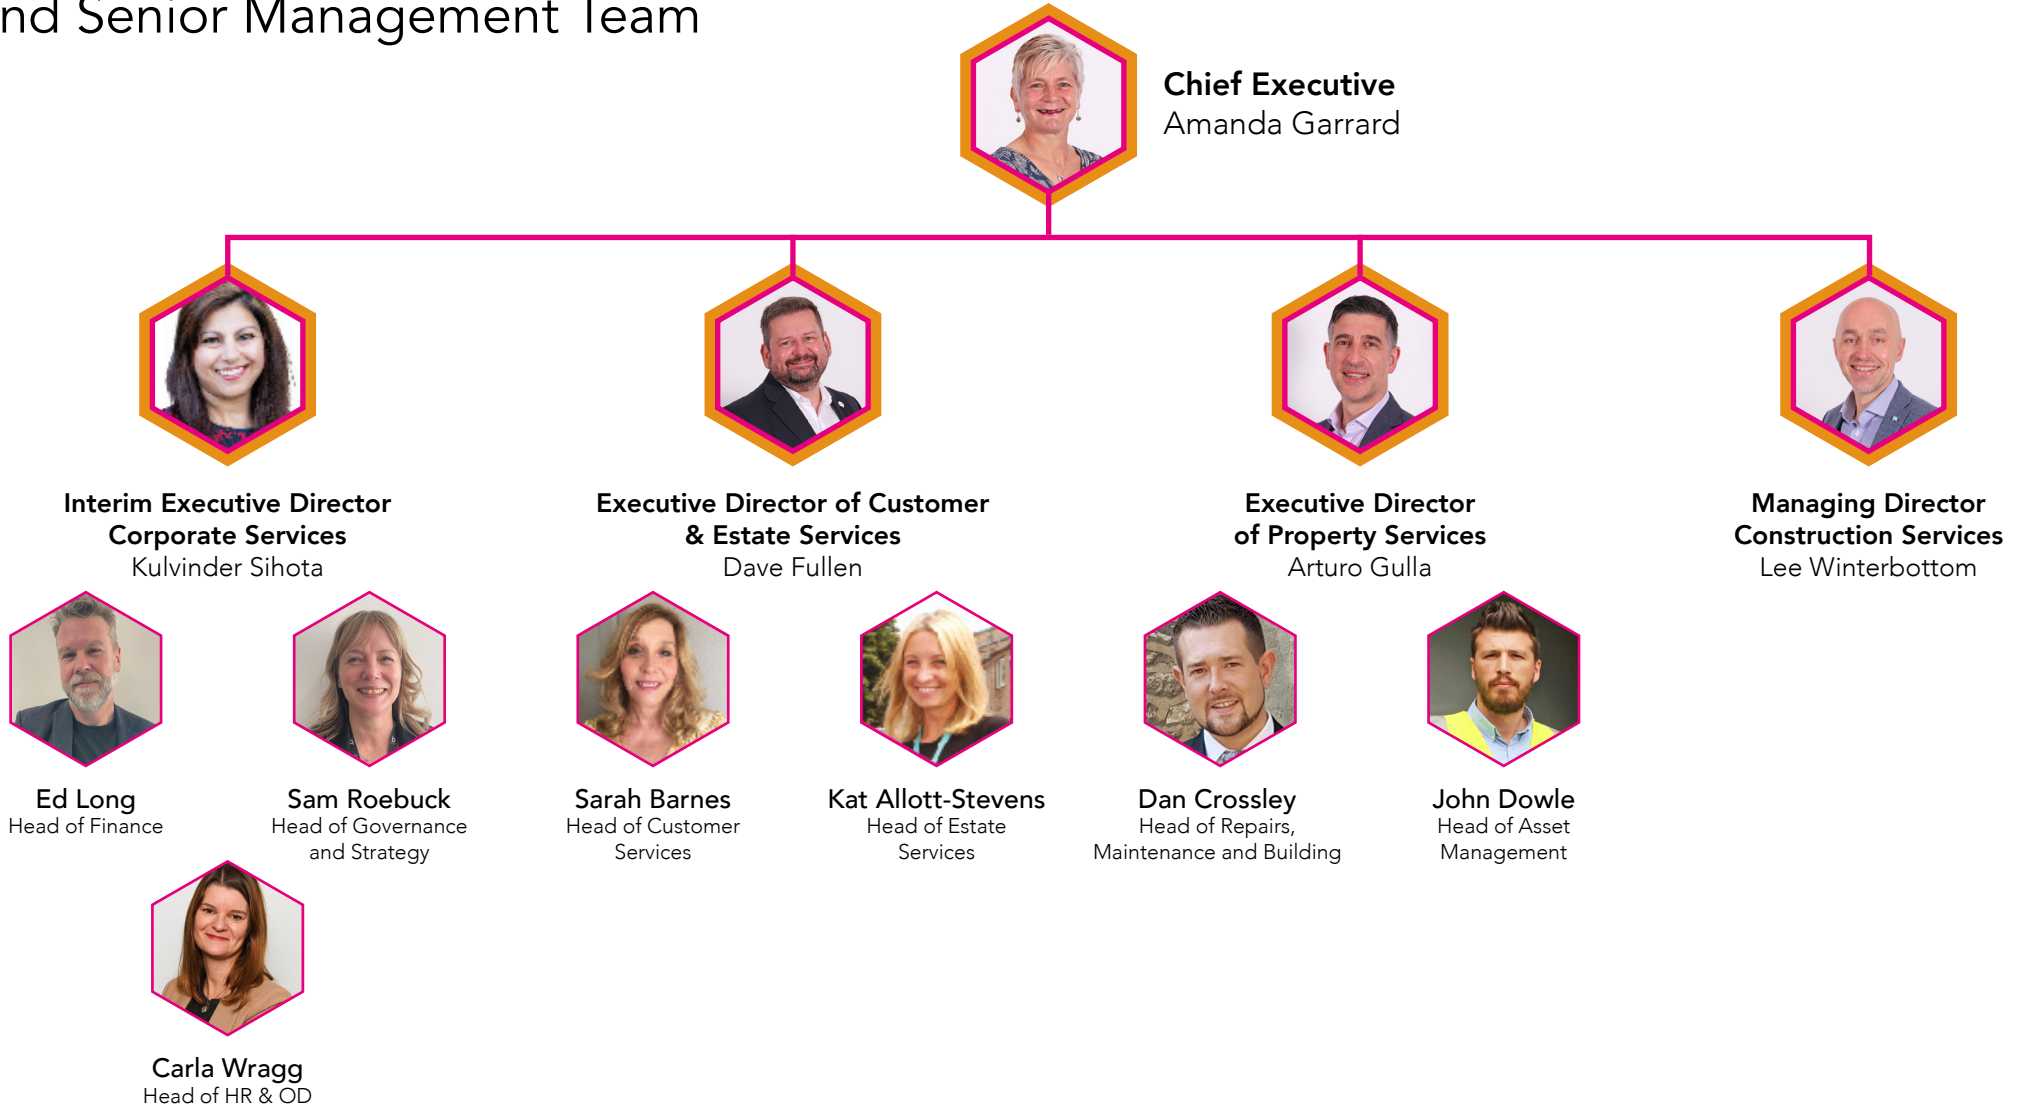 nd Senior Management Team
Chief Executive
Amanda Garrard
Interim Executive Director
Corporate Services
Kulvinder Sihota
Executive Director of Customer
& Estate Services
Dave Fullen
Executive Director
of Property Services
Arturo Gulla
Managing Director
Construction Services
Lee Winterbottom
Ed Long
Head of Finance
Sam Roebuck
Head of Governance
and Strategy
Sarah Barnes
Head of Customer
Services
Kat Allott-Stevens
Head of Estate
Services
Dan Crossley
Head of Repairs,
Maintenance and Building
John Dowle
Head of Asset
Management
Carla Wragg
Head of HR & OD